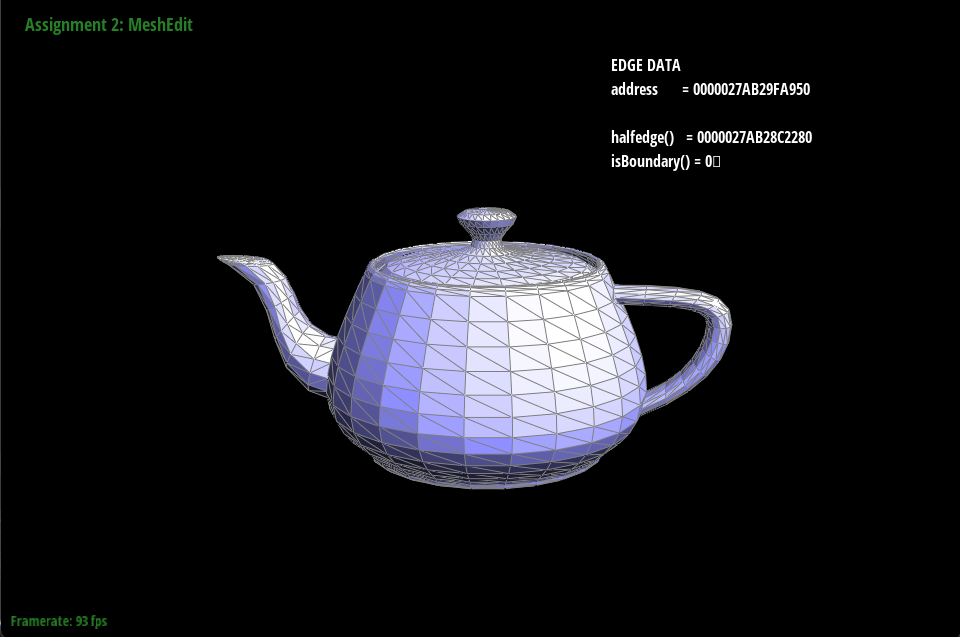 Assignment 2: MeshEdit
EDGE DATA
address = 0000027AB29FA950
halfedge() = 0000027AB28C2280
isBoundary() = 0▯
Framerate: 93 fps